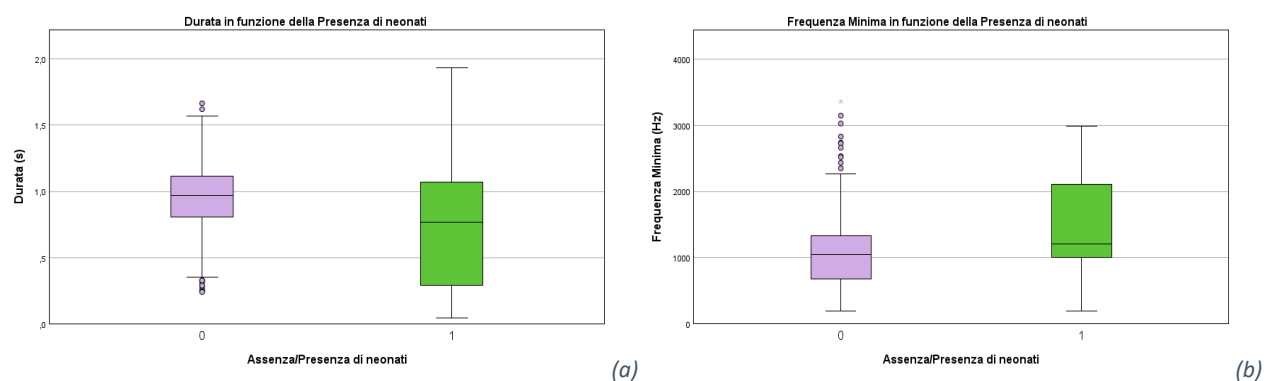 Durata in funzione della Presenza di neonati
Durata (s)
2,0
1,5
1,0
,5
,0
0
1
Assenza/Presenza di neonati
(a)
Frequenza Minima in funzione della Presenza di neonati
Frequenza Minima (Hz)
4000
3000
2000
1000
0
0
1
Assenza/Presenza di neonati
(b)